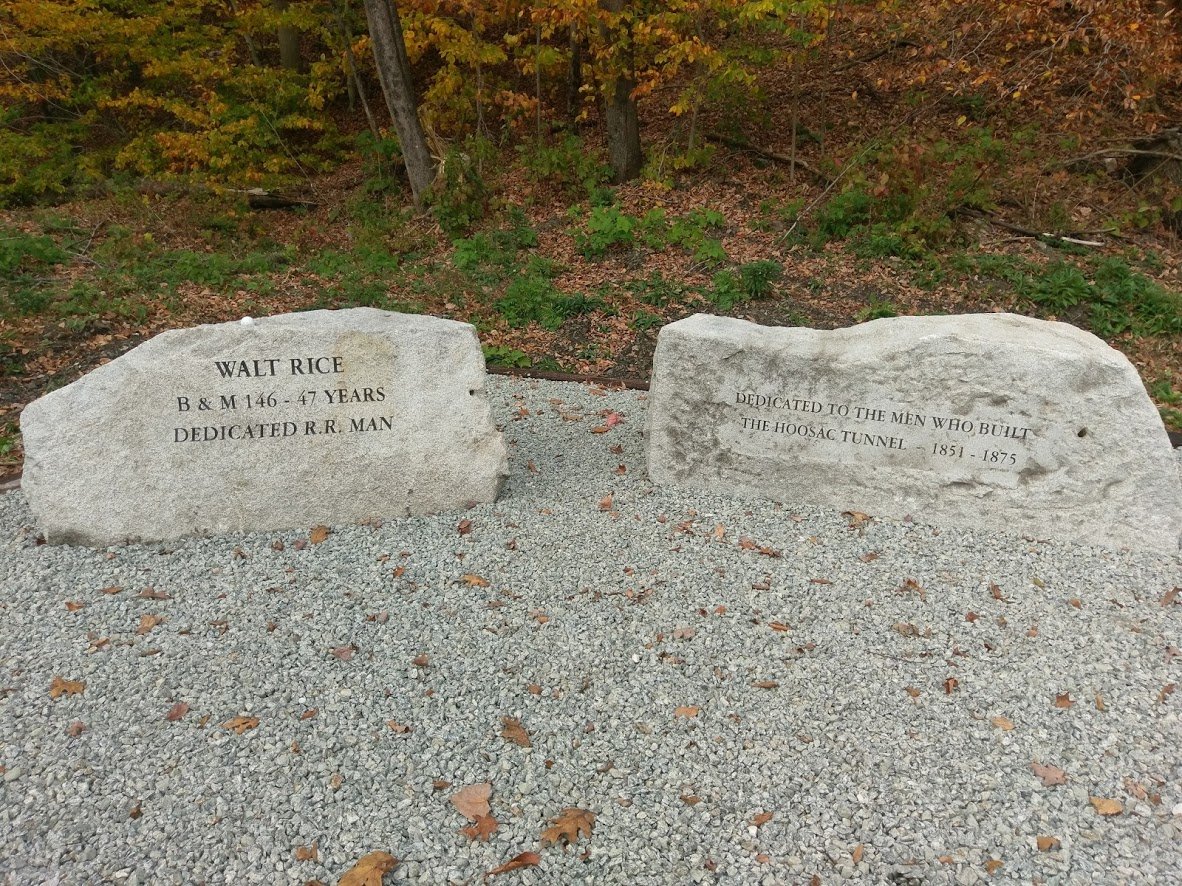 WALT RICE
B & M 146 - 47 YEARS
DEDICATED R.R. MAN
DEDICATED TO THE MEN WHO BUILT
THE HOOSAC TUNNEL - 1851 - 1875